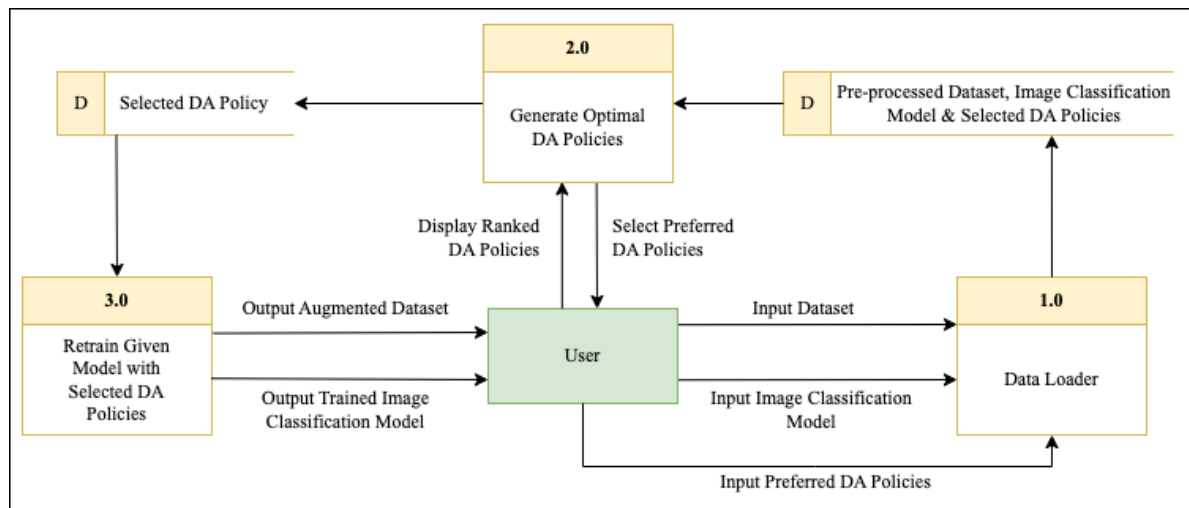 2.0
Generate Optimal
DA Policies
D
Selected DA Policy
D
Pre-processed Dataset, Image Classification
Model & Selected DA Policies
Display Ranked
DA Policies
Select Preferred
DA Policies
3.0
Retrain Given
Model with
Selected DA
Policies
Output Augmented Dataset
Output Trained Image
Classification Model
User
Input Dataset
Input Image Classification
Model
1.0
Data Loader
Input Preferred DA Policies